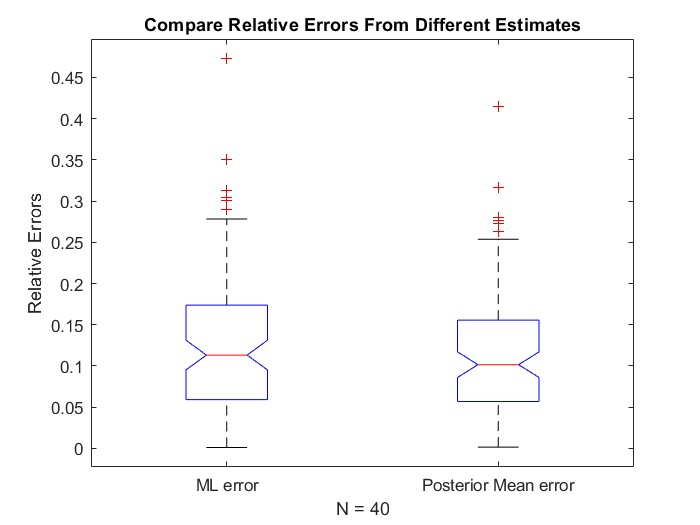 Compare Relative Errors From Different Estimates
Relative Errors
0.45
0.4
0.35
0.3
0.25
0.2
0.15
0.1
0.05
0
ML error
Posterior Mean error
N = 40